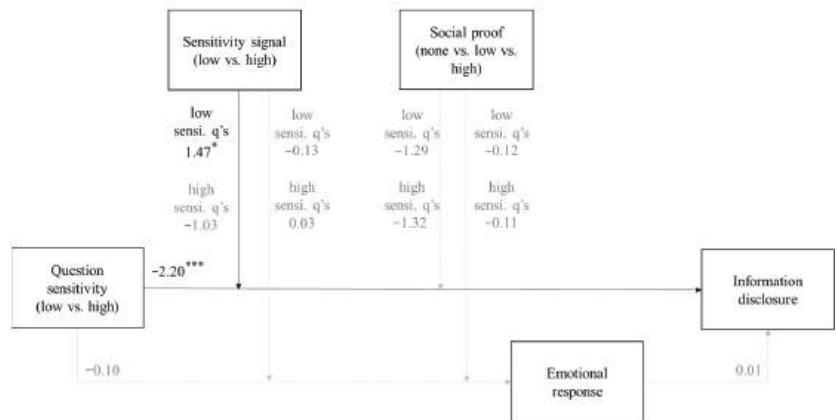 Sensitivity signal
(low vs. high)
Social proof
(none vs. low vs.
high)
low
sensi. q's
1.47*
low
sensi. q's
−0.13
low
sensi. q's
−1.29
low
sensi. q's
−0.12
high
sensi. q's
−1.03
high
sensi. q's
0.03
high
sensi. q's
−1.32
high
sensi. q's
−0.11
Question
sensitivity
(low vs. high)
−2.20***
Information
disclosure
−0.10
Emotional
response
0.01